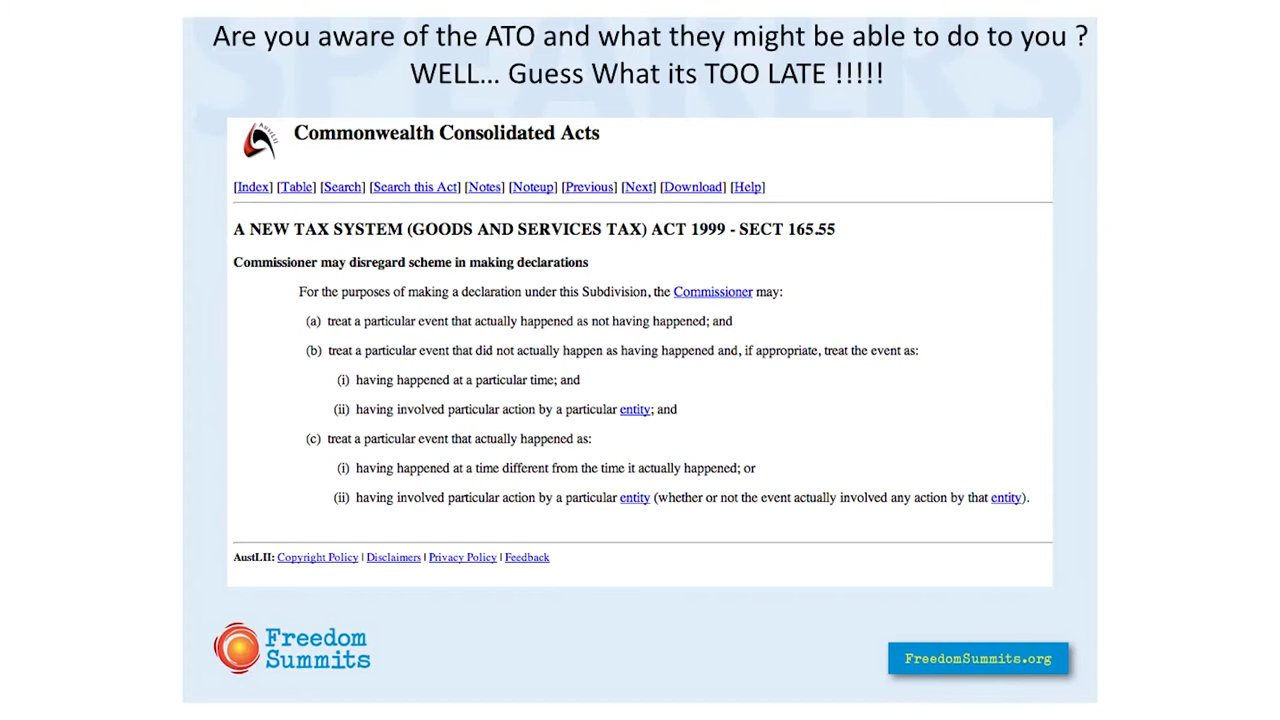 Are you aware of the ATO and what they might be able to do to you ?
WELL... Guess What its TOO LATE !!!!!
SPEAKERS
AustLII
Commonwealth Consolidated Acts
[Index] [Table] [Search] [Search this Act] [Notes] [Noteup] [Previous] [Next] [Download] [Help]
A NEW TAX SYSTEM (GOODS AND SERVICES TAX) ACT 1999 - SECT 165.55
Commissioner may disregard scheme in making declarations
For the purposes of making a declaration under this Subdivision, the Commissioner may:
(a) treat a particular event that actually happened as not having happened; and
(b) treat a particular event that did not actually happen as having happened and, if appropriate, treat the event as:
(i) having happened at a particular time; and
(ii) having involved particular action by a particular entity; and
(c) treat a particular event that actually happened as:
(i) having happened at a time different from the time it actually happened; or
(ii) having involved particular action by a particular entity (whether or not the event actually involved any action by that entity).
AustLII: Copyright Policy | Disclaimers | Privacy Policy | Feedback
Freedom
Summits
FreedomSummits.org